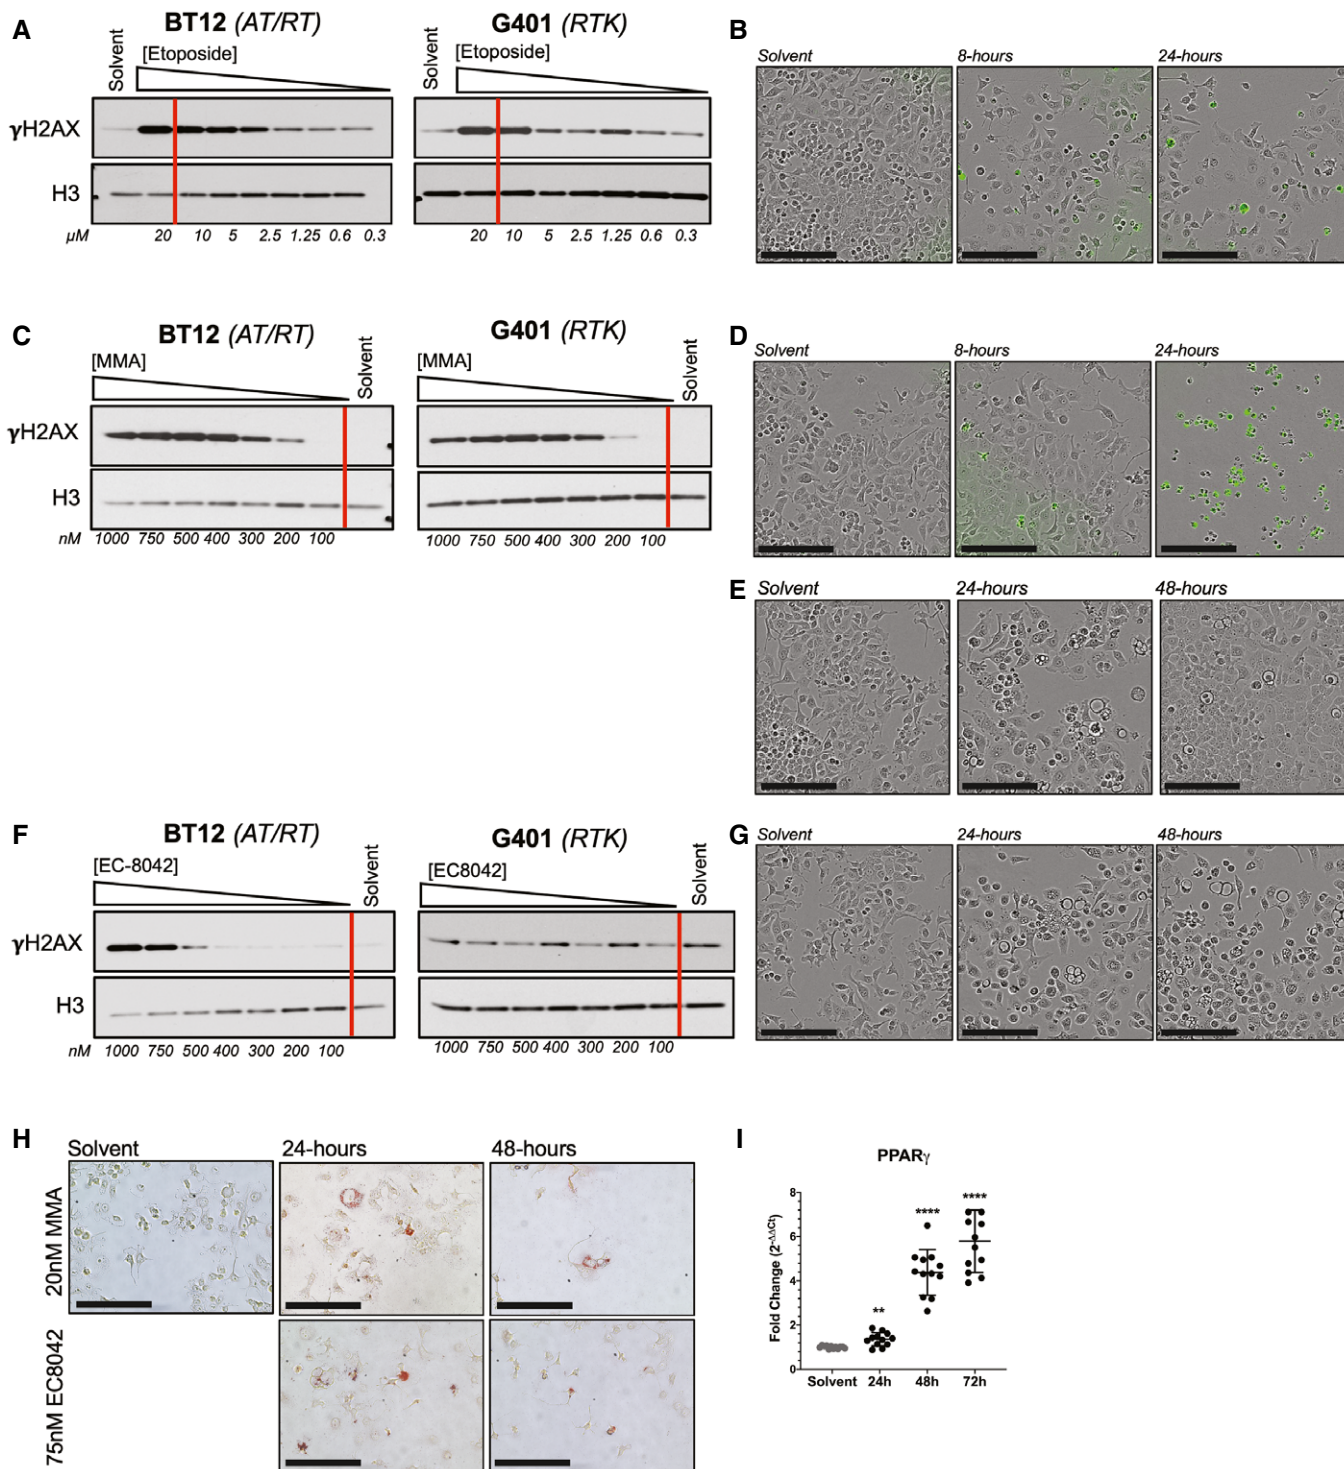 A
BT12 (AT/RT)
G401 (RTK)
Solvent
[Etoposide]
Solvent
[Etoposide]
γH2AX
H3
μM
20 10 5 2.5 1.25 0.6 0.3
20 10 5 2.5 1.25 0.6 0.3
B
Solvent
8-hours
24-hours
C
BT12 (AT/RT)
G401 (RTK)
[MMA]
Solvent
[MMA]
Solvent
γH2AX
H3
nM
1000 750 500 400 300 200 100
1000 750 500 400 300 200 100
D
Solvent
8-hours
24-hours
E
Solvent
24-hours
48-hours
F
BT12 (AT/RT)
G401 (RTK)
[EC-8042]
Solvent
[EC8042]
Solvent
γH2AX
H3
nM
1000 750 500 400 300 200 100
1000 750 500 400 300 200 100
G
Solvent
24-hours
48-hours
H
Solvent
24-hours
48-hours
20nM MMA
75nM EC8042
I
PPARγ
Fold Change (2^-ΔΔCt)
8
6
4
2
0
**
****
****
Solvent 24h 48h 72h